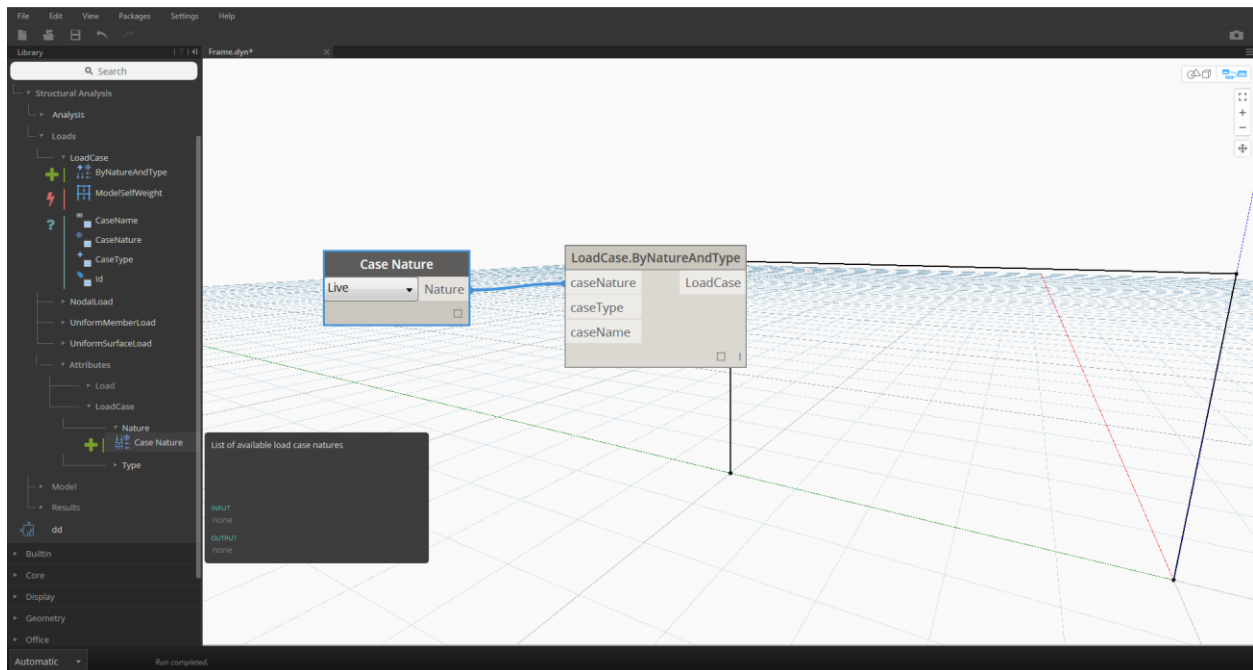 File Edit View Packages Settings Help
Library
Frame.dyn*
Search
Structural Analysis
Analysis
Loads
LoadCase
ByNatureAndType
ModelSelfWeight
CaseName
CaseNature
CaseType
Id
NodalLoad
UniformMemberLoad
UniformSurfaceLoad
Attributes
Load
LoadCase
Nature
Case Nature
Type
Model
Results
dd
Builtin
Core
Display
Geometry
Office
Automatic
Run completed.
Case Nature
Live
Nature
LoadCase.ByNatureAndType
caseNature LoadCase
caseType
caseName
List of available load case natures
INPUT
none
OUTPUT
none